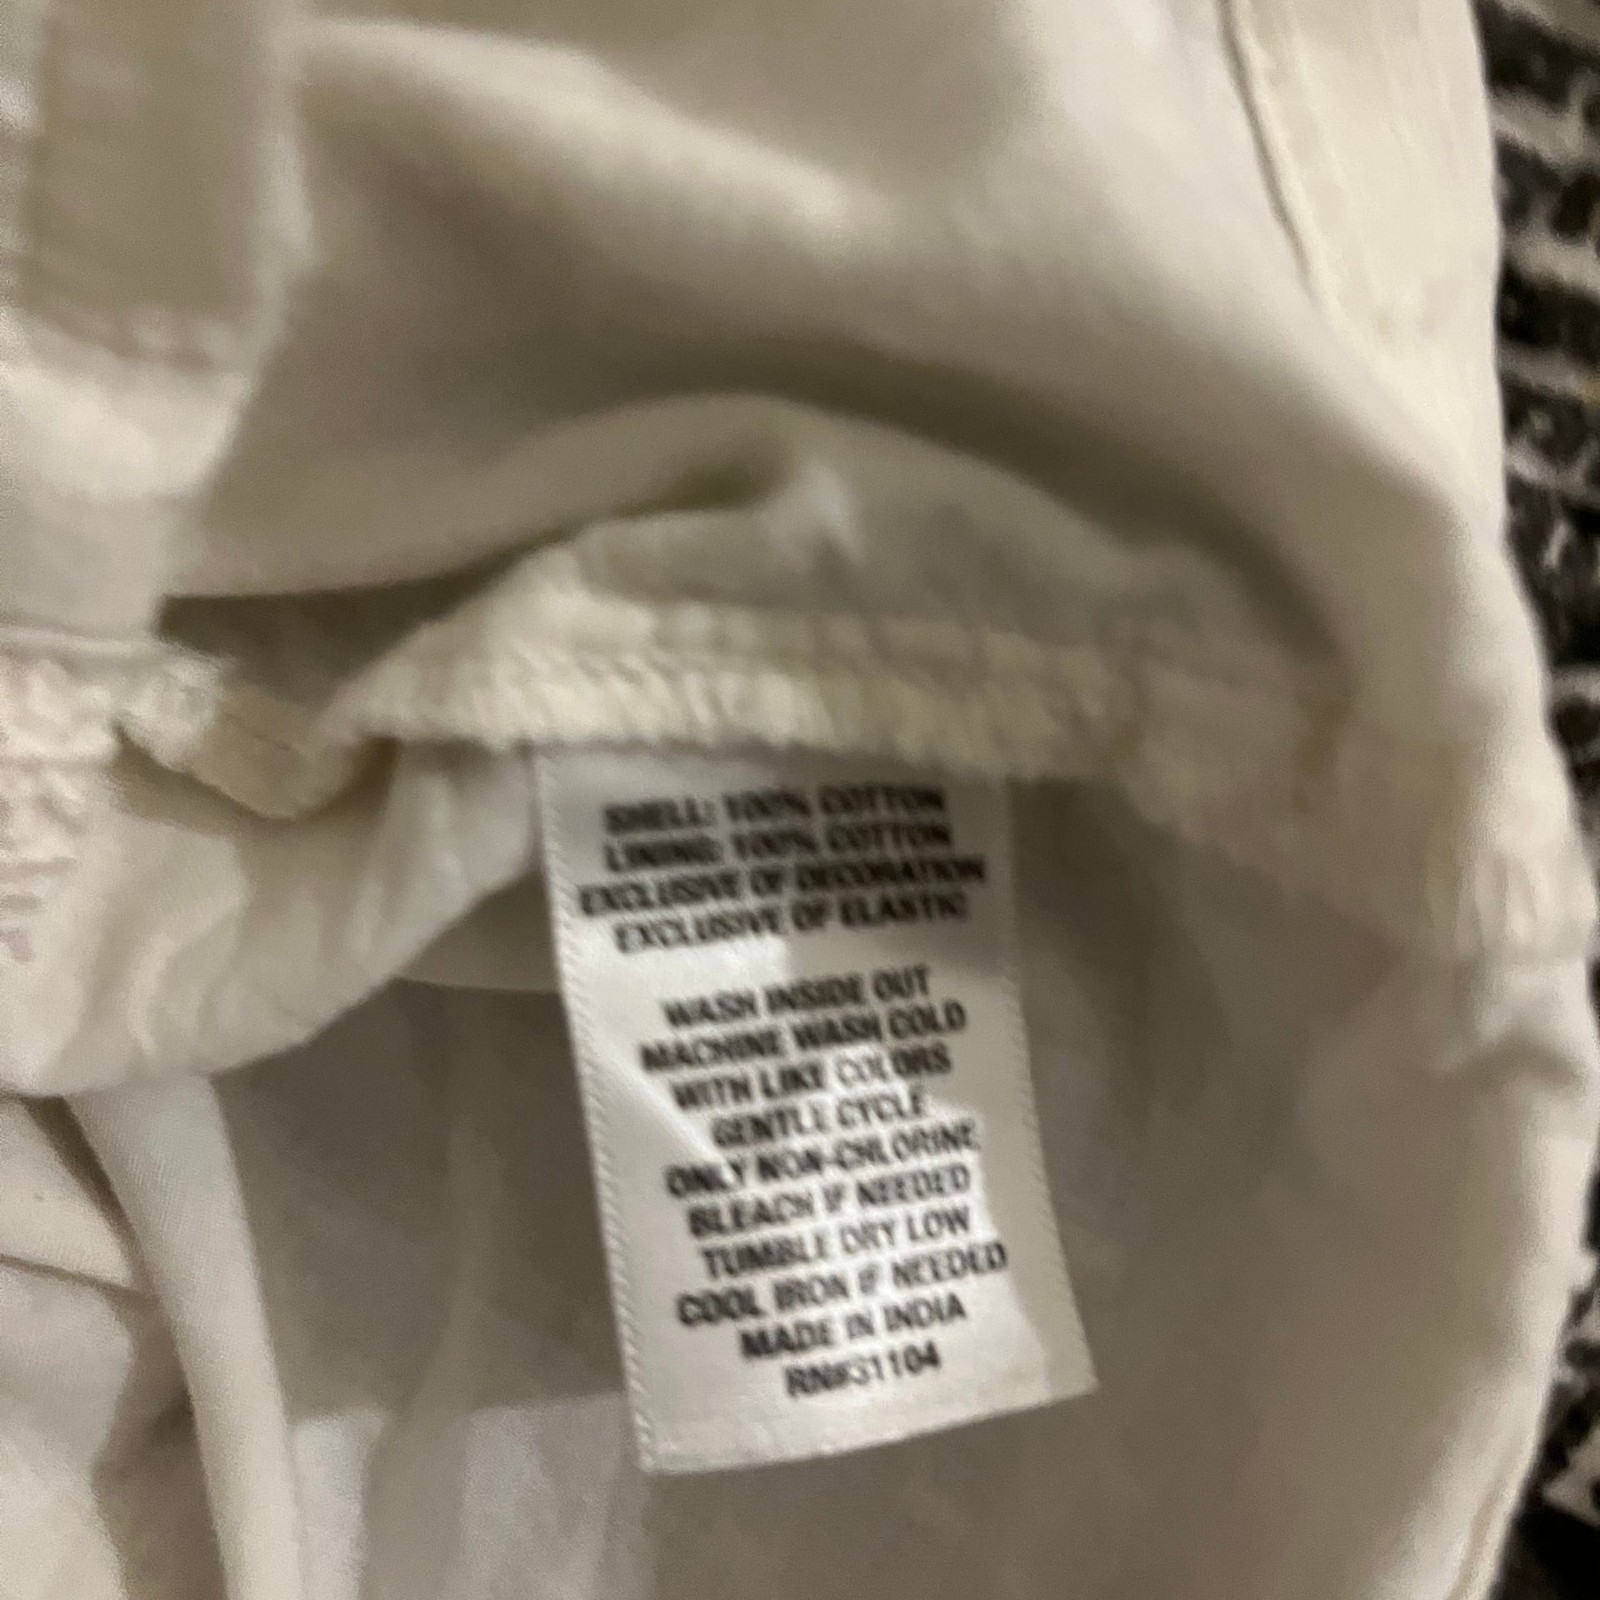 SHELL: 100% COTTON
LINING: 100% COTTON
EXCLUSIVE OF DECORATION
EXCLUSIVE OF ELASTIC
WASH INSIDE OUT
MACHINE WASH COLD
WITH LIKE COLORS
GENTLE CYCLE
ONLY NON-CHLORINE
BLEACH IF NEEDED
TUMBLE DRY LOW
COOL IRON IF NEEDED
MADE IN INDIA
RN#31104